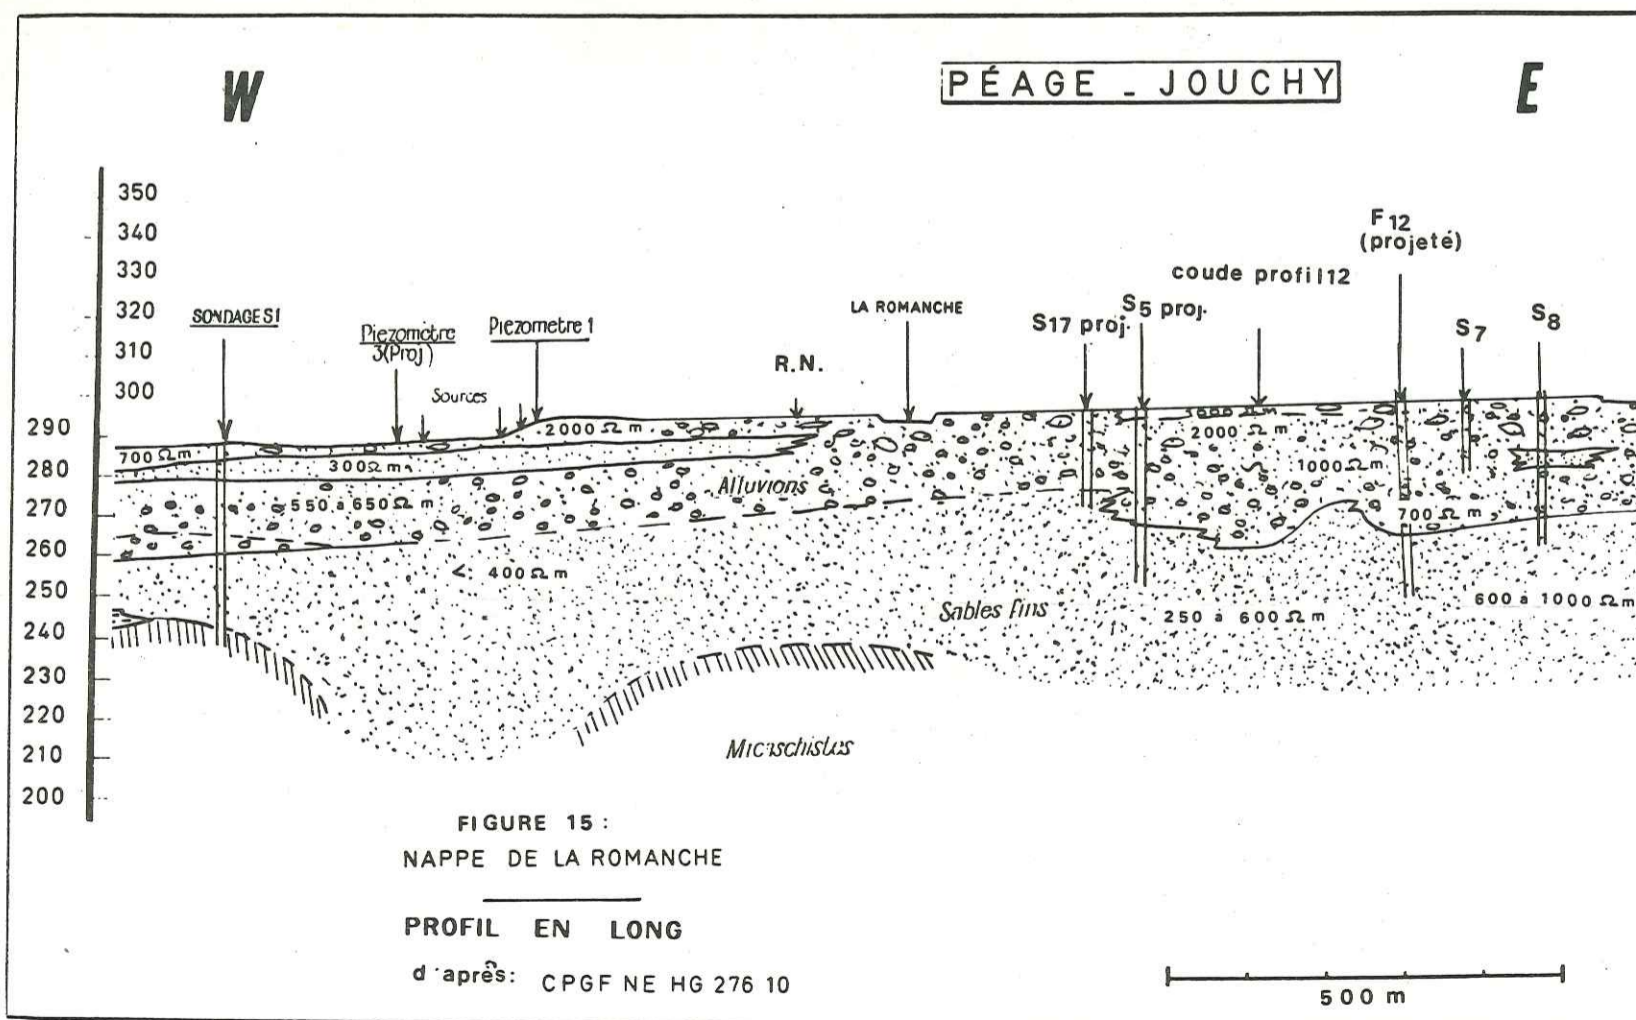 W
PÉAGE - JOUCHY
E
350
340
330
320
310
300
290
280
270
260
250
240
230
220
210
200
SONDAGE S1
Piezomètre
3(Proj)
Sources
Piezometre 1
R.N.
LA ROMANCHE
S17 proj.
S5 proj.
coude profil 12
F12
(projeté)
S7
S8
2000 Ω m
700 Ω m
300 Ω m
550 à 650 Ω m
Alluvions
< 400 Ω m
2000 Ω m
1000 Ω m
700 Ω m
Sables fins
250 à 600 Ω m
600 à 1000 Ω m
Micaschistes
FIGURE 15 :
NAPPE DE LA ROMANCHE
PROFIL EN LONG
d'après: CPGF NE HG 276 10
500 m